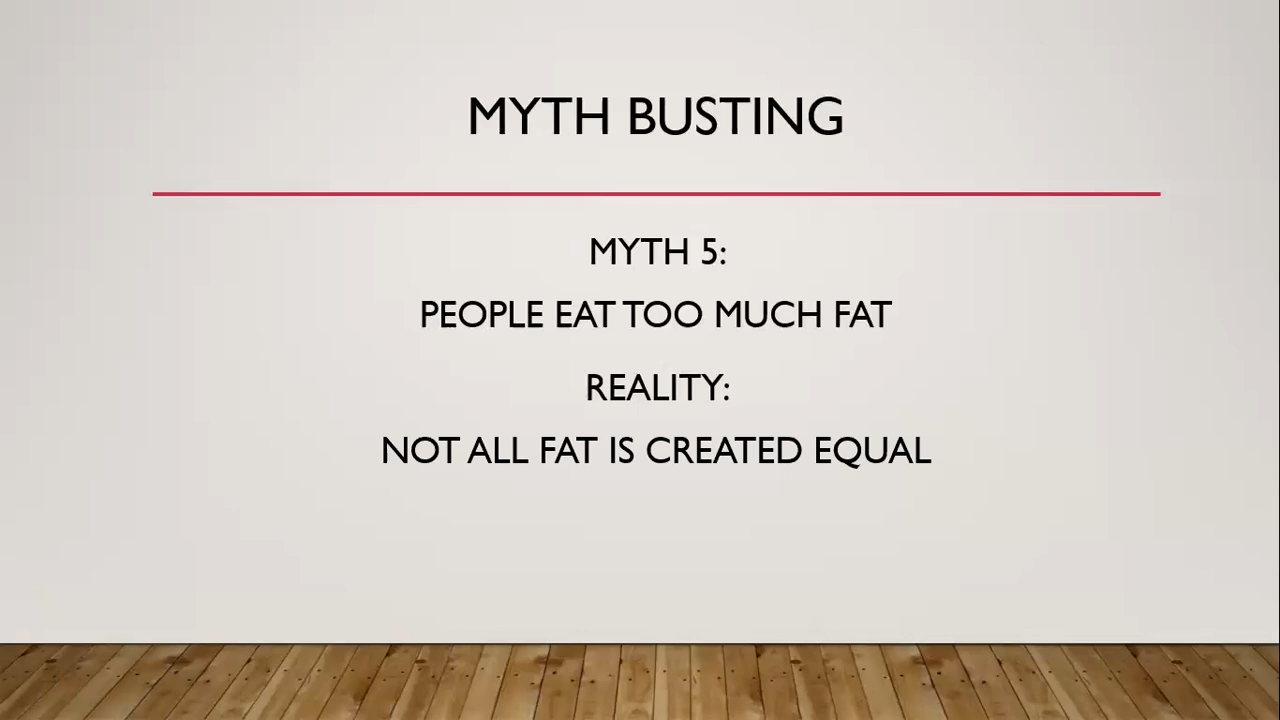 MYTH BUSTING
MYTH 5:
PEOPLE EAT TOO MUCH FAT
REALITY:
NOT ALL FAT IS CREATED EQUAL